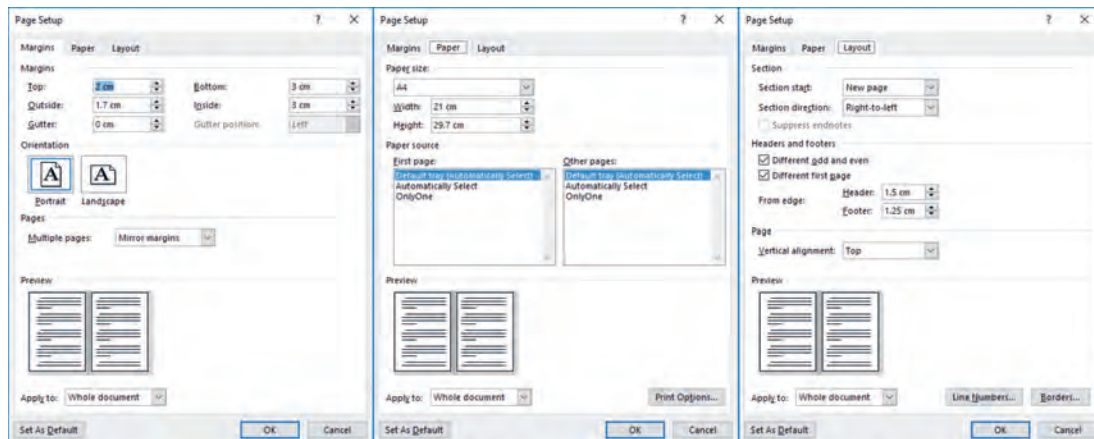 Page Setup ? X
Margins Paper Layout
Margins
Top: 2 cm Bottom: 3 cm
Outside: 1.7 cm Inside: 3 cm
Gutter: 0 cm Gutter position: Left
Orientation
A A
Portrait Landscape
Pages
Multiple pages: Mirror margins
Preview
Apply to: Whole document
Set As Default OK Cancel
Page Setup ? X
Margins Paper Layout
Paper size:
A4
Width: 21 cm
Height: 29.7 cm
Paper source
First page: Other pages:
Default tray (Automatically Select) Default tray (Automatically Select)
Automatically Select Automatically Select
OnlyOne OnlyOne
Preview
Apply to: Whole document Print Options...
Set As Default OK Cancel
Page Setup ? X
Margins Paper Layout
Section
Section start: New page
Section direction: Right-to-left
Suppress endnotes
Headers and footers
Different odd and even
Different first page
Header: 1.5 cm
From edge:
Footer: 1.25 cm
Page
Vertical alignment: Top
Preview
Apply to: Whole document Line Numbers... Borders...
Set As Default OK Cancel